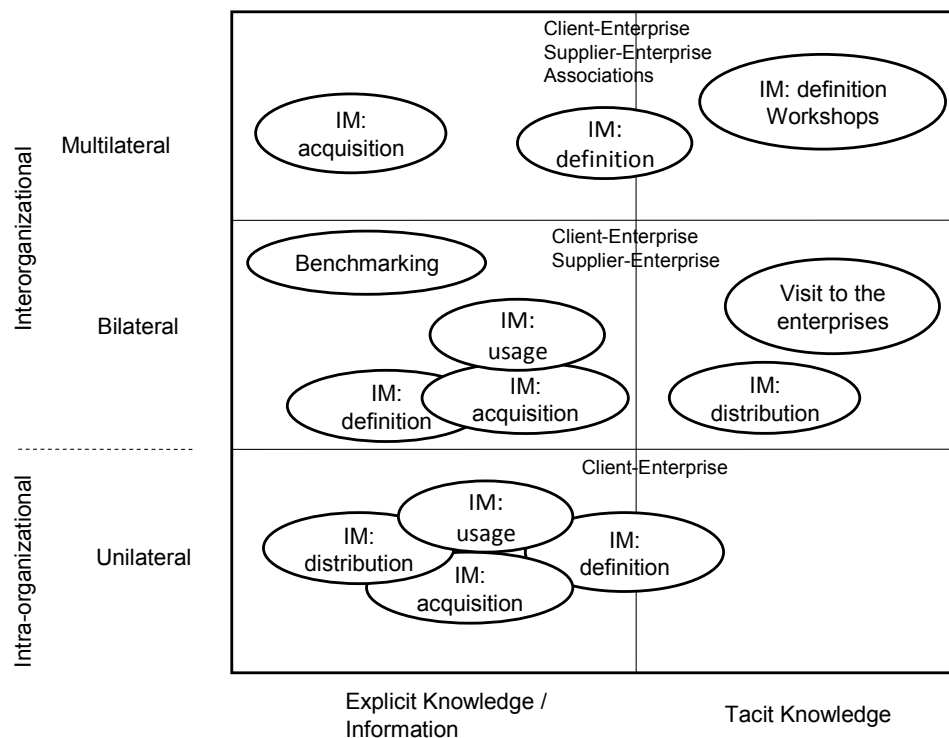 Client-Enterprise
Supplier-Enterprise
Associations
IM:
acquisition
IM:
definition
IM: definition
Workshops
Multilateral
Interorganizational
Client-Enterprise
Supplier-Enterprise
Benchmarking
Visit to the
enterprises
IM:
usage
Bilateral
IM:
definition
IM:
acquisition
IM:
distribution
Client-Enterprise
IM:
usage
IM:
distribution
IM:
definition
IM:
acquisition
Unilateral
Intra-organizational
Explicit Knowledge /
Information
Tacit Knowledge